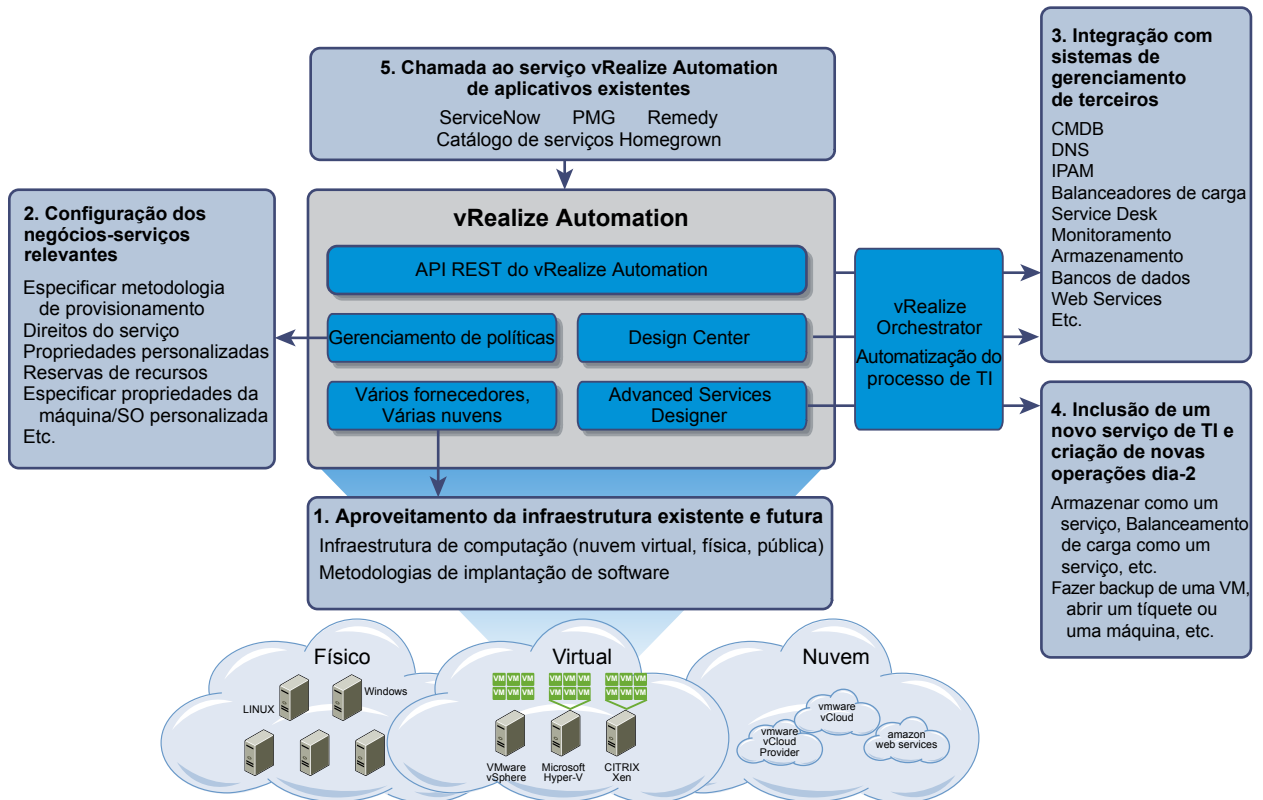 5. Chamada ao serviço vRealize Automation
de aplicativos existentes
ServiceNow PMG Remedy
Catálogo de serviços Homegrown
3. Integração com
sistemas de
gerenciamento
de terceiros
CMDB
DNS
IPAM
Balanceadores de carga
Service Desk
Monitoramento
Armazenamento
Bancos de dados
Web Services
Etc.
2. Configuração dos
negócios-serviços
relevantes
Especificar metodologia
de provisionamento
Direitos do serviço
Propriedades personalizadas
Reservas de recursos
Especificar propriedades da
máquina/SO personalizada
Etc.
vRealize Automation
API REST do vRealize Automation
Gerenciamento de políticas
Design Center
Vários fornecedores,
Várias nuvens
Advanced Services
Designer
vRealize
Orchestrator
Automatização do
processo de TI
4. Inclusão de um
novo serviço de TI e
criação de novas
operações dia-2
Armazenar como um
serviço, Balanceamento
de carga como um
serviço, etc.
Fazer backup de uma VM,
abrir um tíquete ou
uma máquina, etc.
1. Aproveitamento da infraestrutura existente e futura
Infraestrutura de computação (nuvem virtual, física, pública)
Metodologias de implantação de software
Físico
LINUX
Windows
Virtual
VM VM VM VM VM VM VM VM VM
VM VM VM VM VM VM VM VM VM
VMware
vSphere
Microsoft
Hyper-V
CITRIX
Xen
Nuvem
vmware
vCloud
vmware
vCloud
Provider
amazon
web services